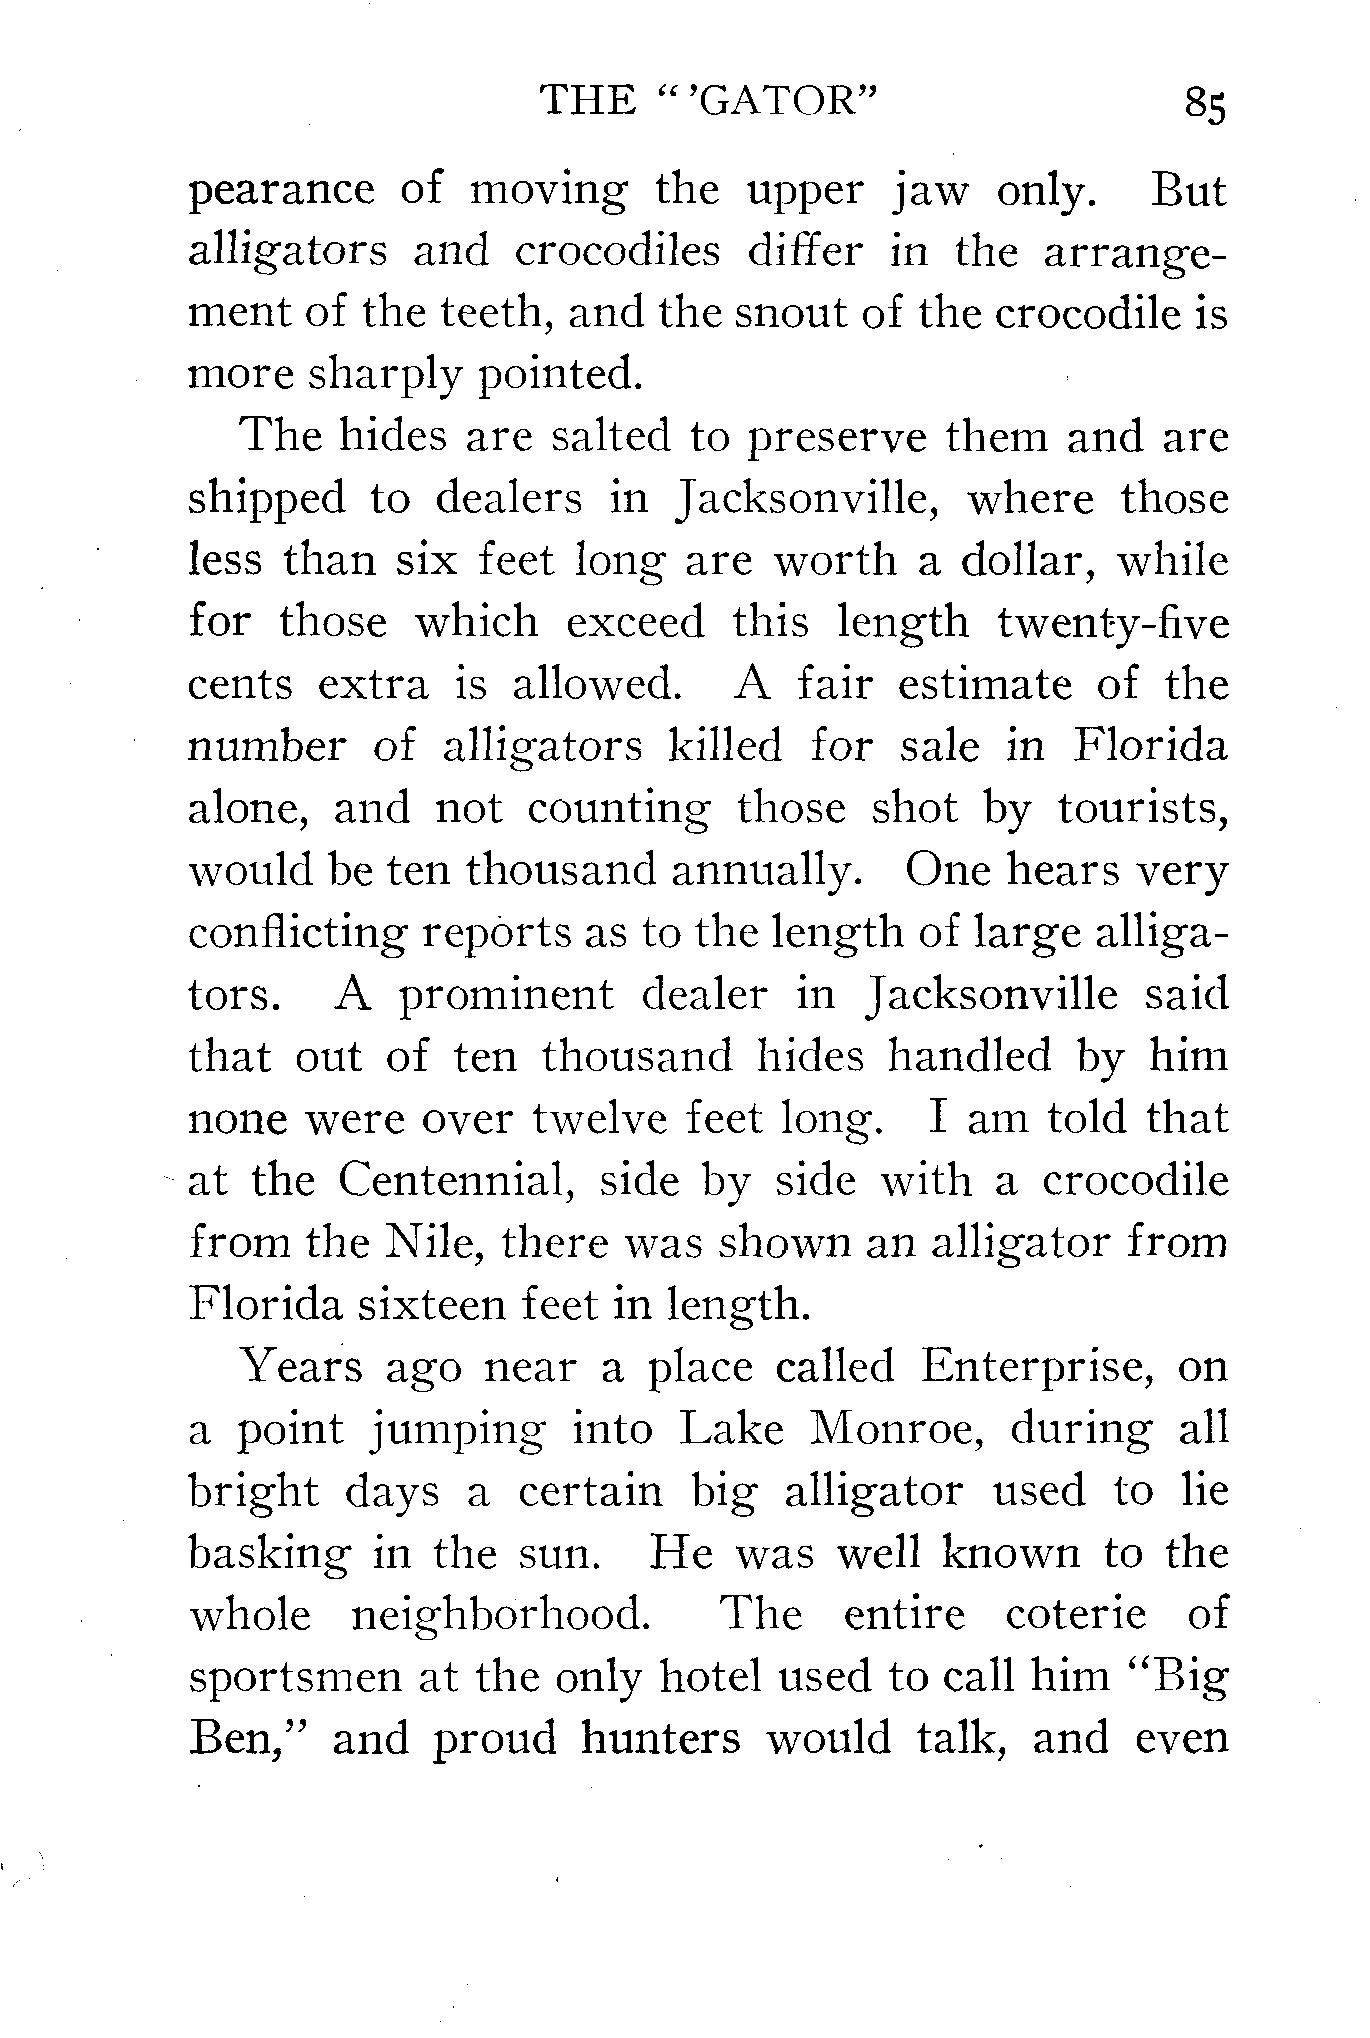 THE "'GATOR" 85
pearance of moving the upper jaw only. But
alligators and crocodiles differ in the arrange-
ment of the teeth, and the snout of the crocodile is
more sharply pointed.
The hides are salted to preserve them and are
shipped to dealers in Jacksonville, where those
less than six feet long are worth a dollar, while
for those which exceed this length twenty-five
cents extra is allowed. A fair estimate of the
number of alligators killed for sale in Florida
alone, and not counting those shot by tourists,
would be ten thousand annually. One hears very
conflicting reports as to the length of large alliga-
tors. A prominent dealer in Jacksonville said
that out of ten thousand hides handled by him
none were over twelve feet long. I am told that
at the Centennial, side by side with a crocodile
from the Nile, there was shown an alligator from
Florida sixteen feet in length.
Years ago near a place called Enterprise, on
a point jumping into Lake Monroe, during all
bright days a certain big alligator used to lie
basking in the sun. He was well known to the
whole neighborhood. The entire coterie of
sportsmen at the only hotel used to call him "Big
Ben," and proud hunters would talk, and even